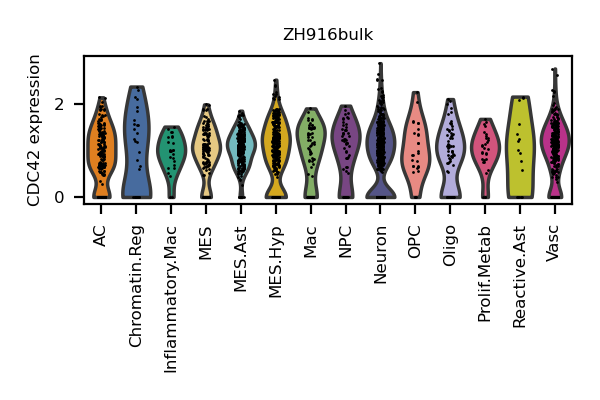 ZH916bulk
CDC42 expression
2
0
AC
Chromatin.Reg
Inflammatory.Mac
MES
MES.Ast
MES.Hyp
Mac
NPC
Neuron
OPC
Oligo
Prolif.Metab
Reactive.Ast
Vasc